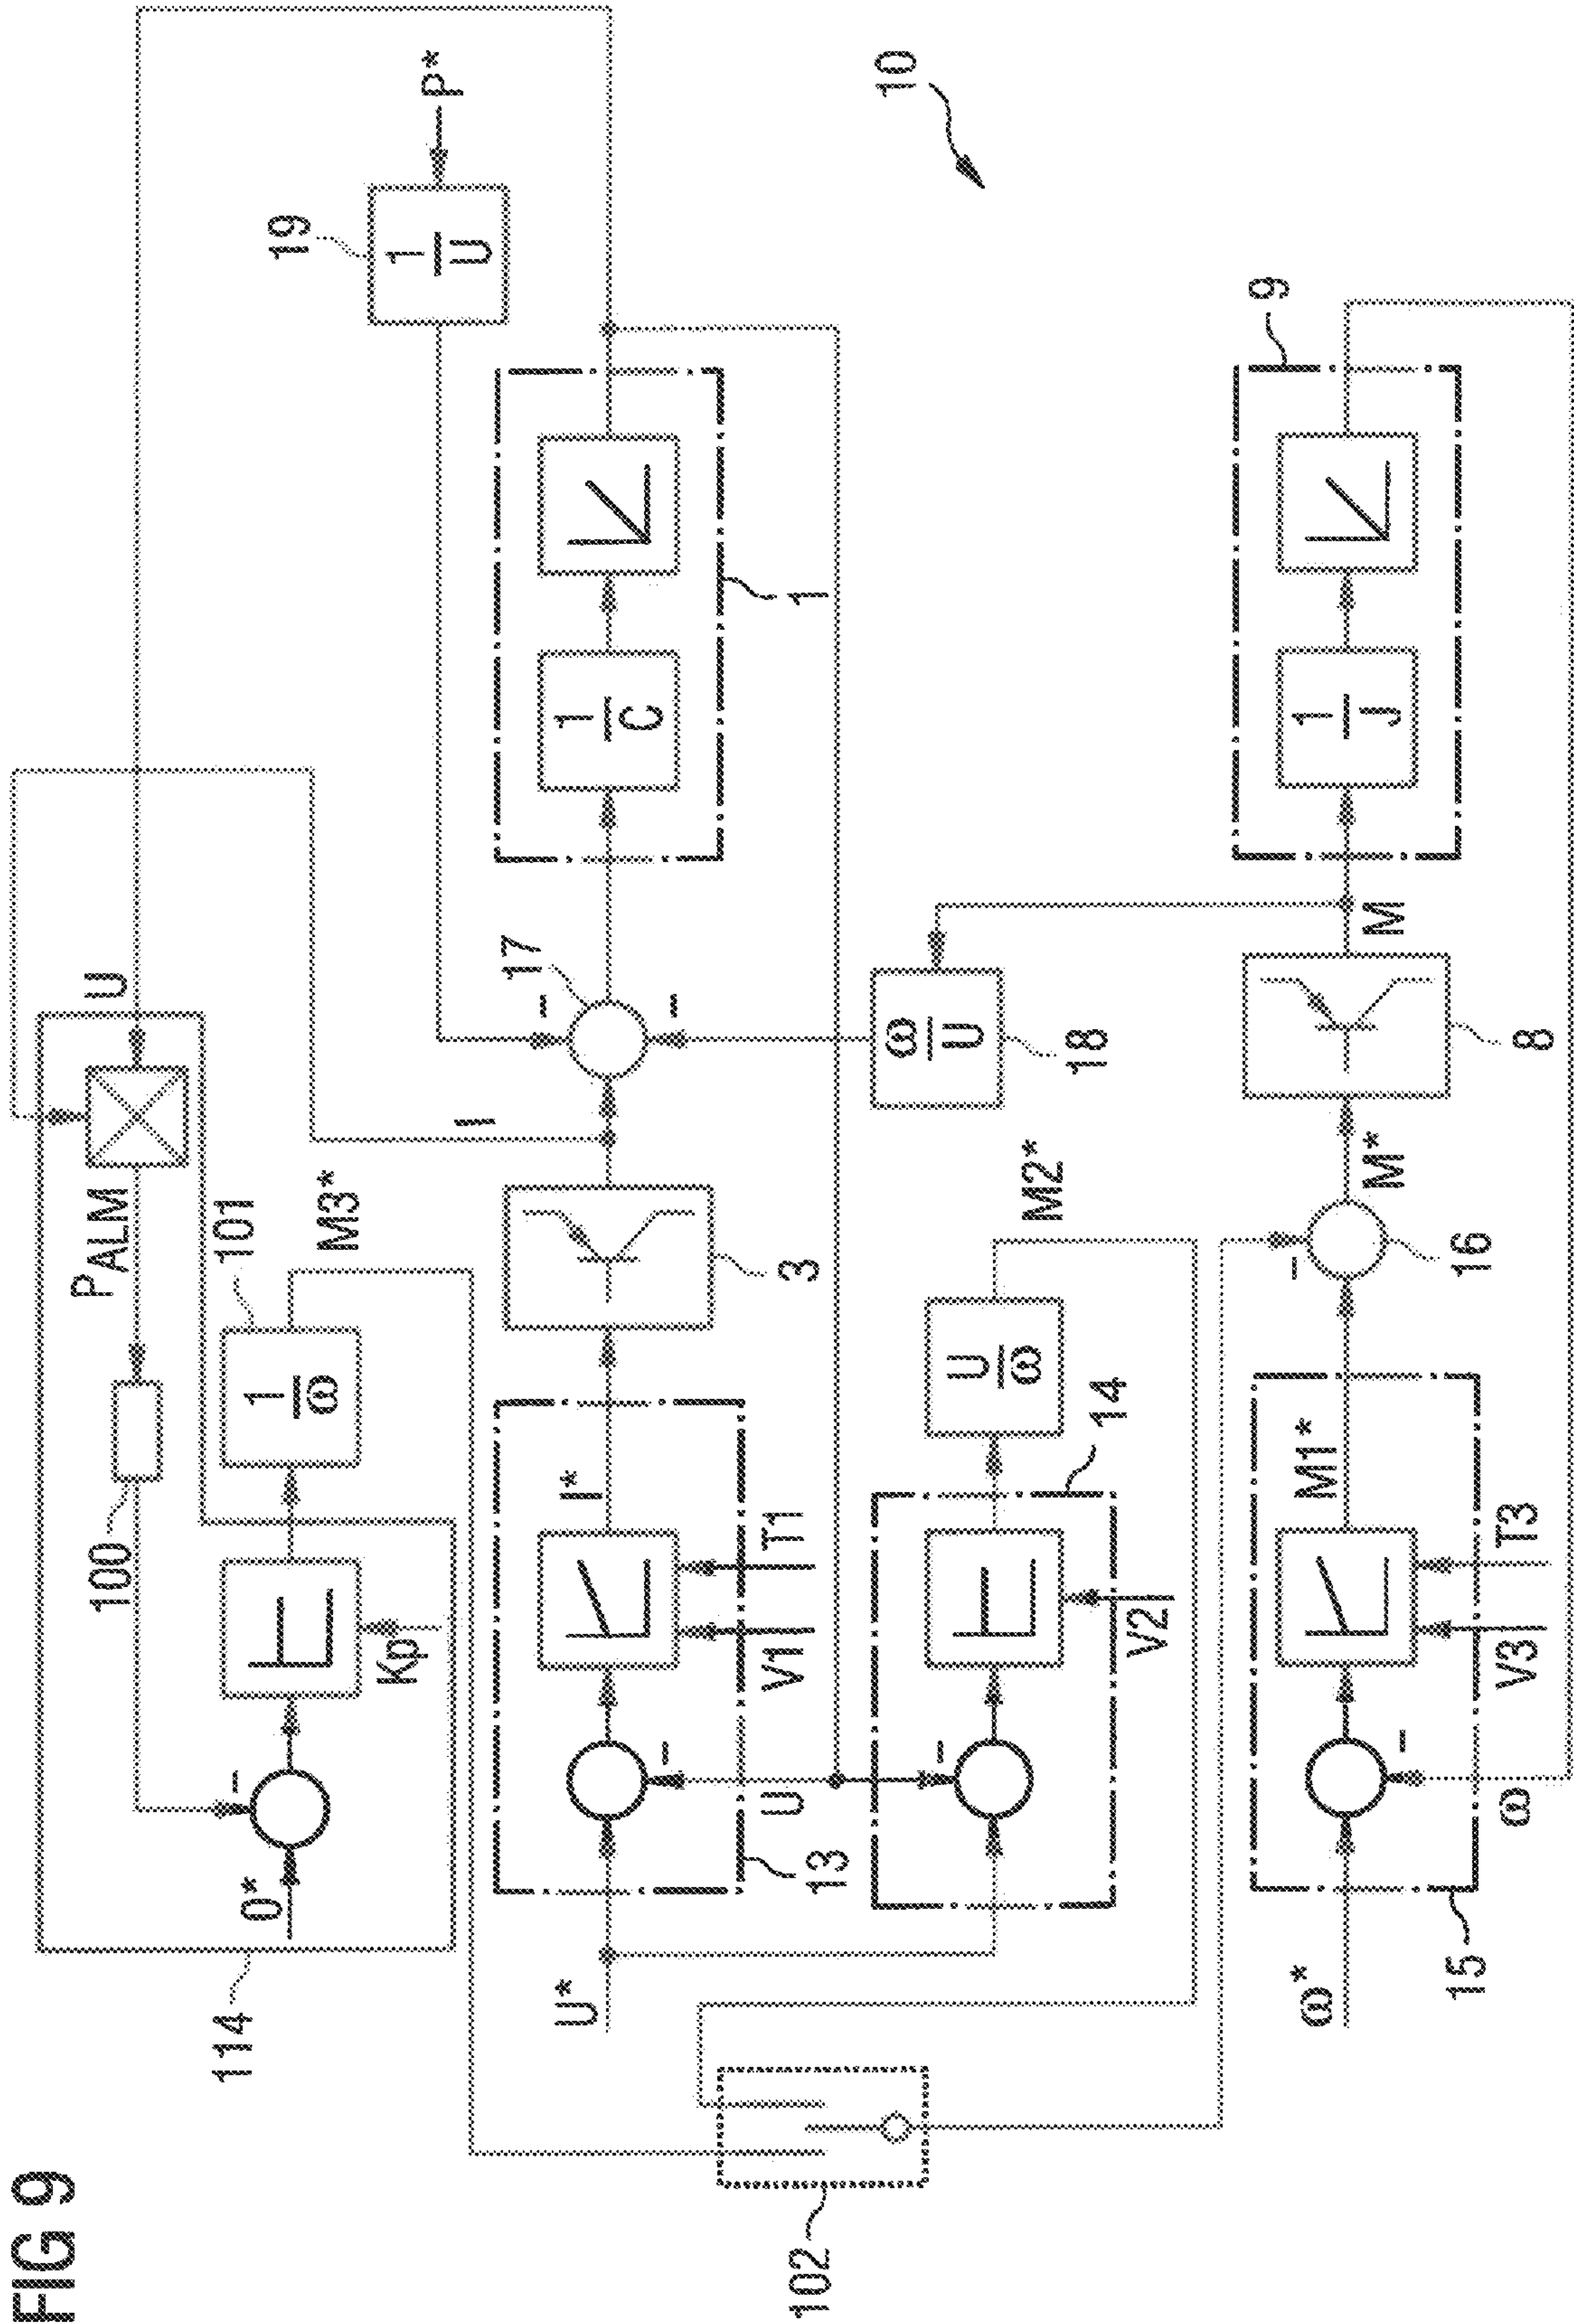 FIG 9
10
114
0*
100
PALM
U
Kp
101
1
ω
M3*
19
1
U
P*
U*
13
V1
T1
I*
3
I
17
1
C
1
U
14
V2
U
ω
M2*
ω
U
18
102
ω*
15
ω
V3
T3
M1*
16
M*
8
M
1
J
9